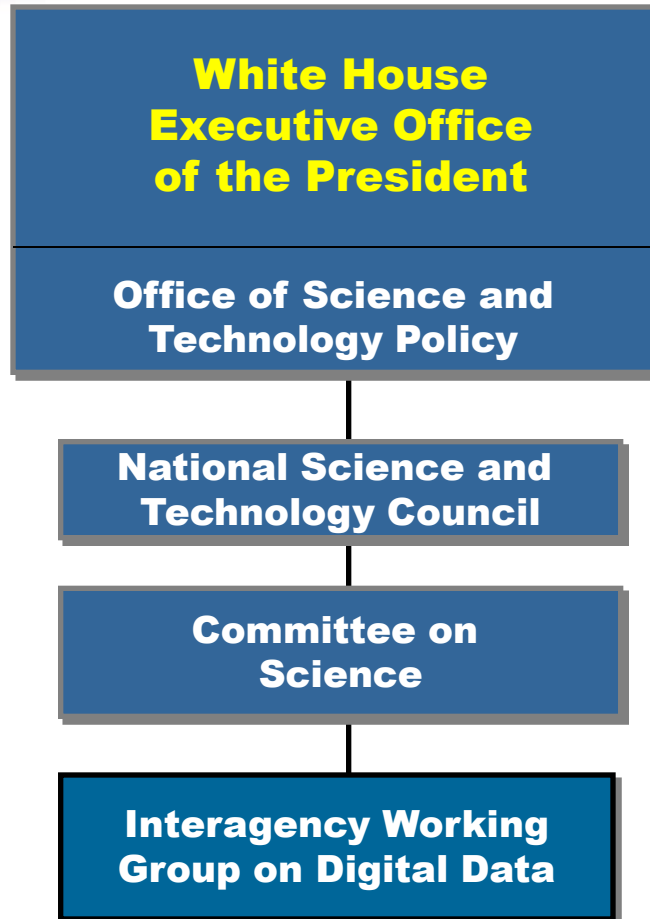 White House
Executive Office
of the President
Office of Science and
Technology Policy
National Science and
Technology Council
Committee on
Science
Interagency Working
Group on Digital Data